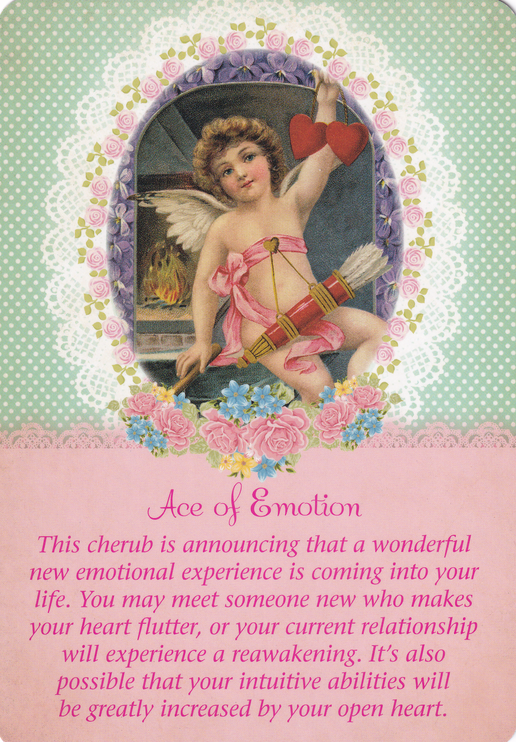 Ace of Emotion
This cherub is announcing that a wonderful
new emotional experience is coming into your
life. You may meet someone new who makes
your heart flutter, or your current relationship
will experience a reawakening. It's also
possible that your intuitive abilities will
be greatly increased by your open heart.